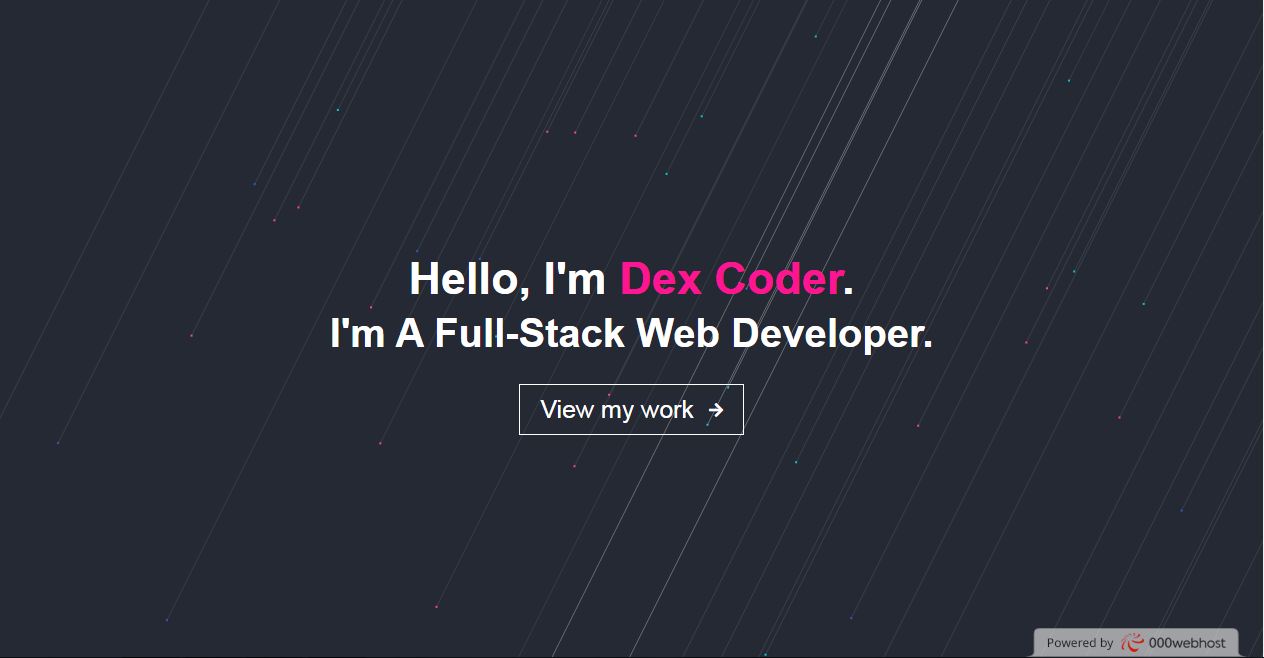 Hello, I'm Dex Coder.
I'm A Full-Stack Web Developer.
View my work
Powered by 000webhost